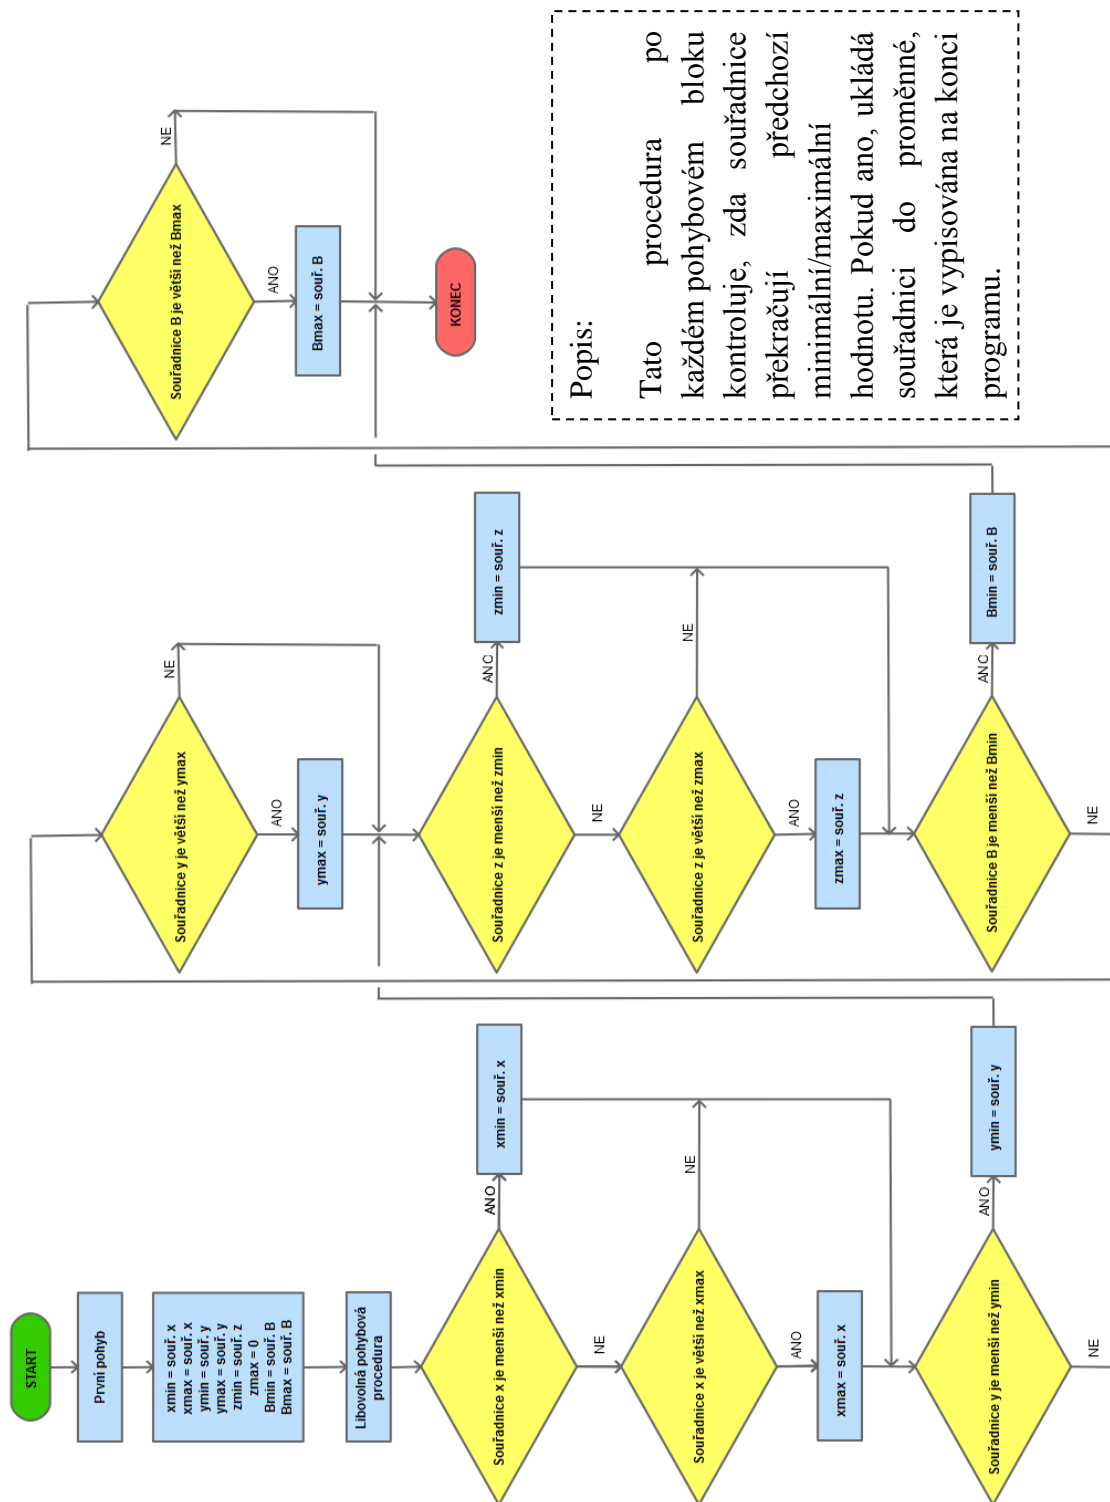 START
První pohyb
xmin = souř. x
xmax = souř. x
ymin = souř. y
ymax = souř. y
zmin = souř. z
zmax = 0
Bmin = souř. B
Bmax = souř. B
Libovolná pohybová
procedura
Souřadnice x je menší než xmin
ANO
xmin = souř. x
NE
Souřadnice x je větší než xmax
NE
ANO
xmax = souř. x
Souřadnice y je menší než ymin
ANO
ymin = souř. y
NE
Souřadnice y je větší než ymax
NE
ANO
ymax = souř. y
Souřadnice z je menší než zmin
ANO
zmin = souř. z
NE
Souřadnice z je větší než zmax
NE
ANO
zmax = souř. z
Souřadnice B je menší než Bmin
ANO
Bmin = souř. B
NE
Souřadnice B je větší než Bmax
NE
ANO
Bmax = souř. B
KONEC
Popis:
Tato procedura po
každém pohybovém bloku
kontroluje, zda souřadnice
překračují předchozí
minimální/maximální
hodnotu. Pokud ano, ukládá
souřadnici do proměnné,
která je vypisována na konci
programu.